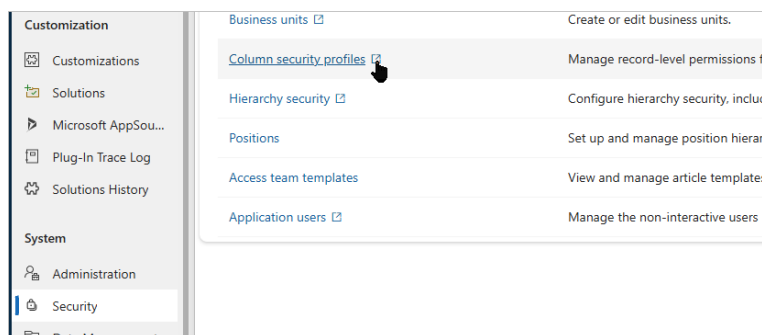 Customization
Customizations
Solutions
Microsoft AppSou...
Plug-In Trace Log
Solutions History
System
Administration
Security
Business units
Create or edit business units.
Column security profiles
Manage record-level permissions f
Hierarchy security
Configure hierarchy security, includ
Positions
Set up and manage position hierar
Access team templates
View and manage article templates
Application users
Manage the non-interactive users